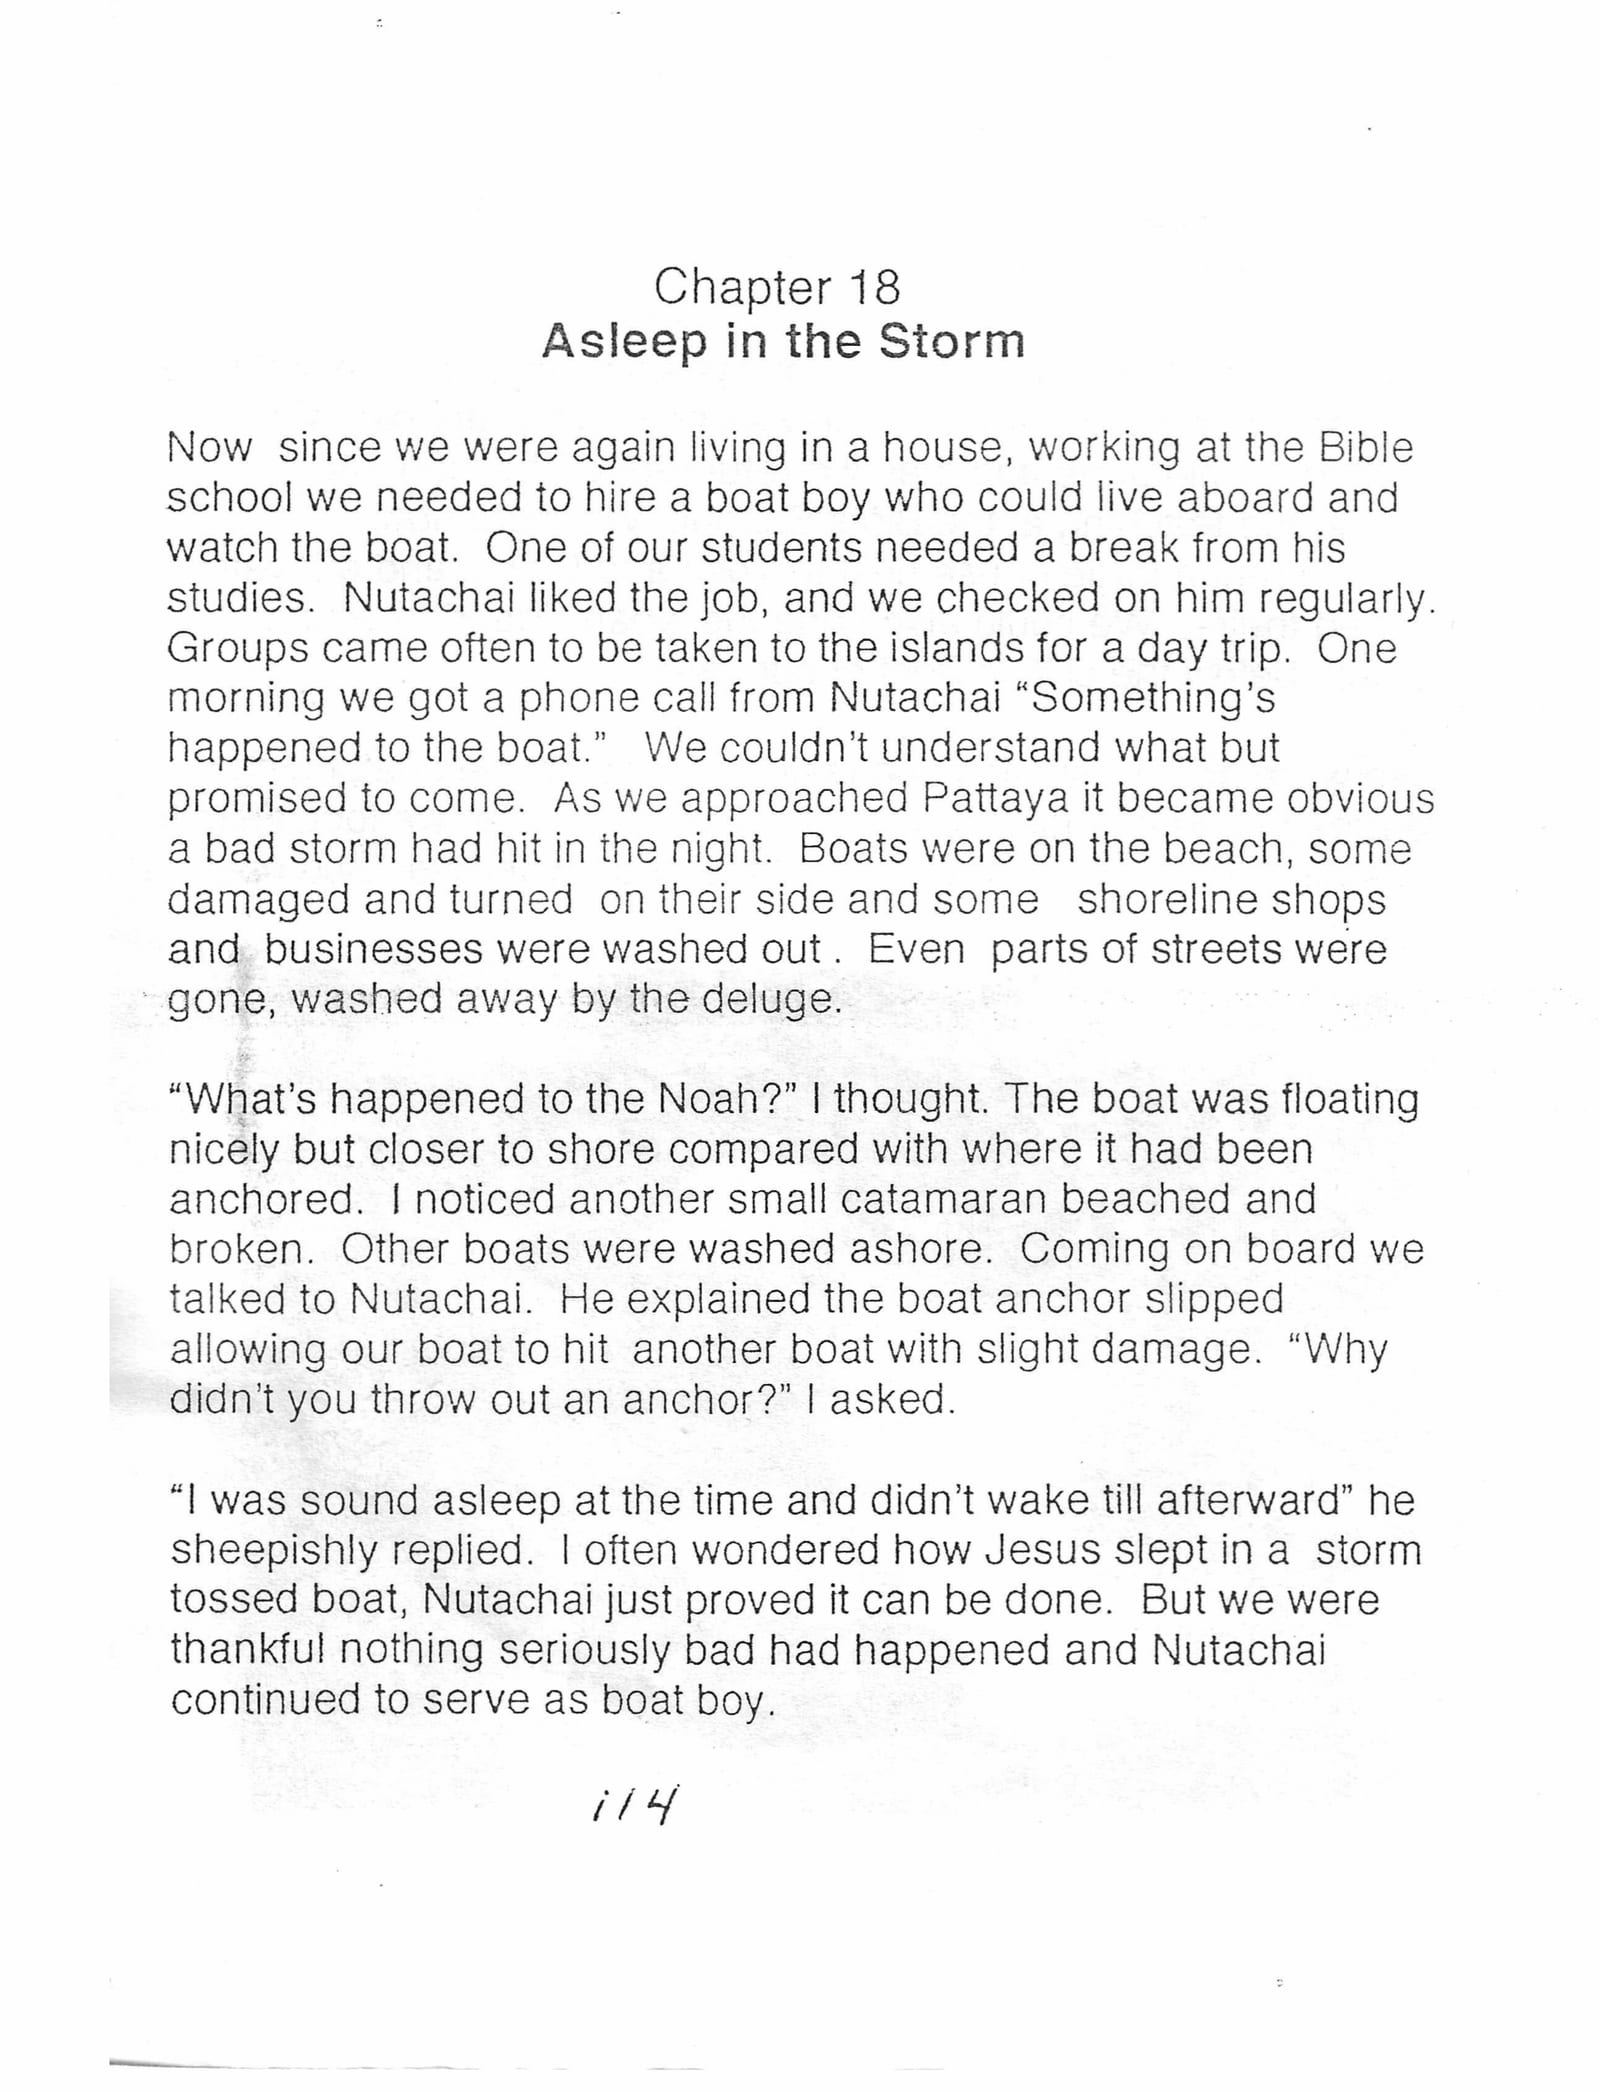 Chapter 18
Asleep in the Storm
Now since we were again living in a house, working at the Bible
school we needed to hire a boat boy who could live aboard and
watch the boat. One of our students needed a break from his
studies. Nutachai liked the job, and we checked on him regularly.
Groups came often to be taken to the islands for a day trip. One
morning we got a phone call from Nutachai “Something's
happened to the boat.” We couldn't understand what but
promised to come. As we approached Pattaya it became obvious
a bad storm had hit in the night. Boats were on the beach, some
damaged and turned on their side and some shoreline shops
and businesses were washed out . Even parts of streets were
gone, washed away by the deluge.
“What's happened to the Noah?” I thought. The boat was floating
nicely but closer to shore compared with where it had been
anchored. I noticed another small catamaran beached and
broken. Other boats were washed ashore. Coming on board we
talked to Nutachai. He explained the boat anchor slipped
allowing our boat to hit another boat with slight damage. “Why
didn't you throw out an anchor?” I asked.
“I was sound asleep at the time and didn't wake till afterward” he
sheepishly replied. I often wondered how Jesus slept in a storm
tossed boat, Nutachai just proved it can be done. But we were
thankful nothing seriously bad had happened and Nutachai
continued to serve as boat boy.
114